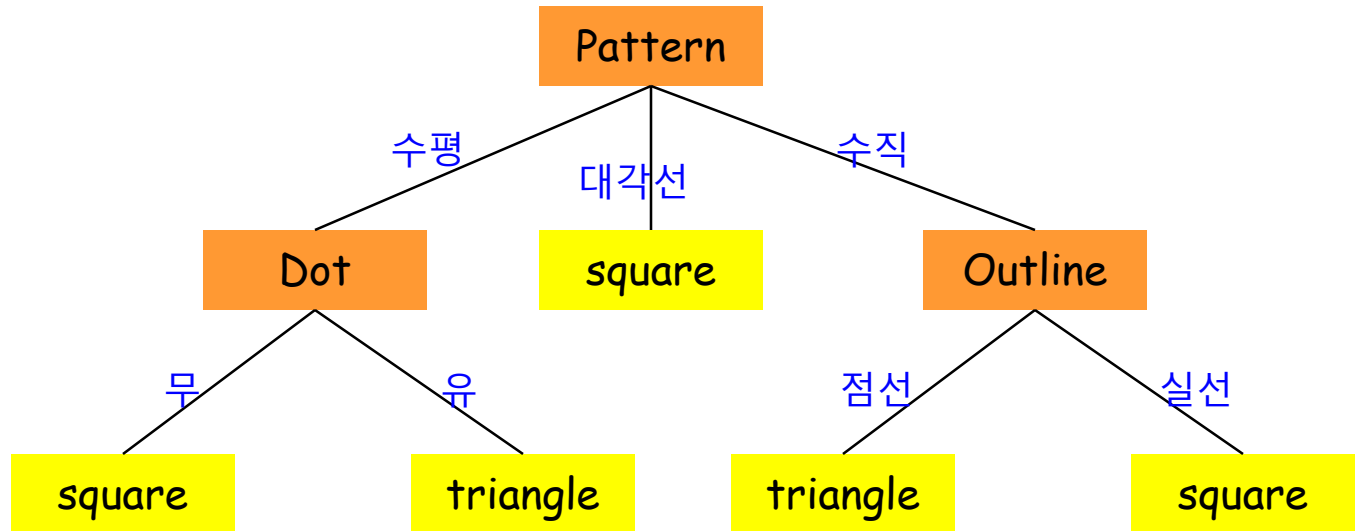 Pattern
수평
대각선
수직
Dot
square
Outline
무
유
점선
실선
square
triangle
triangle
square